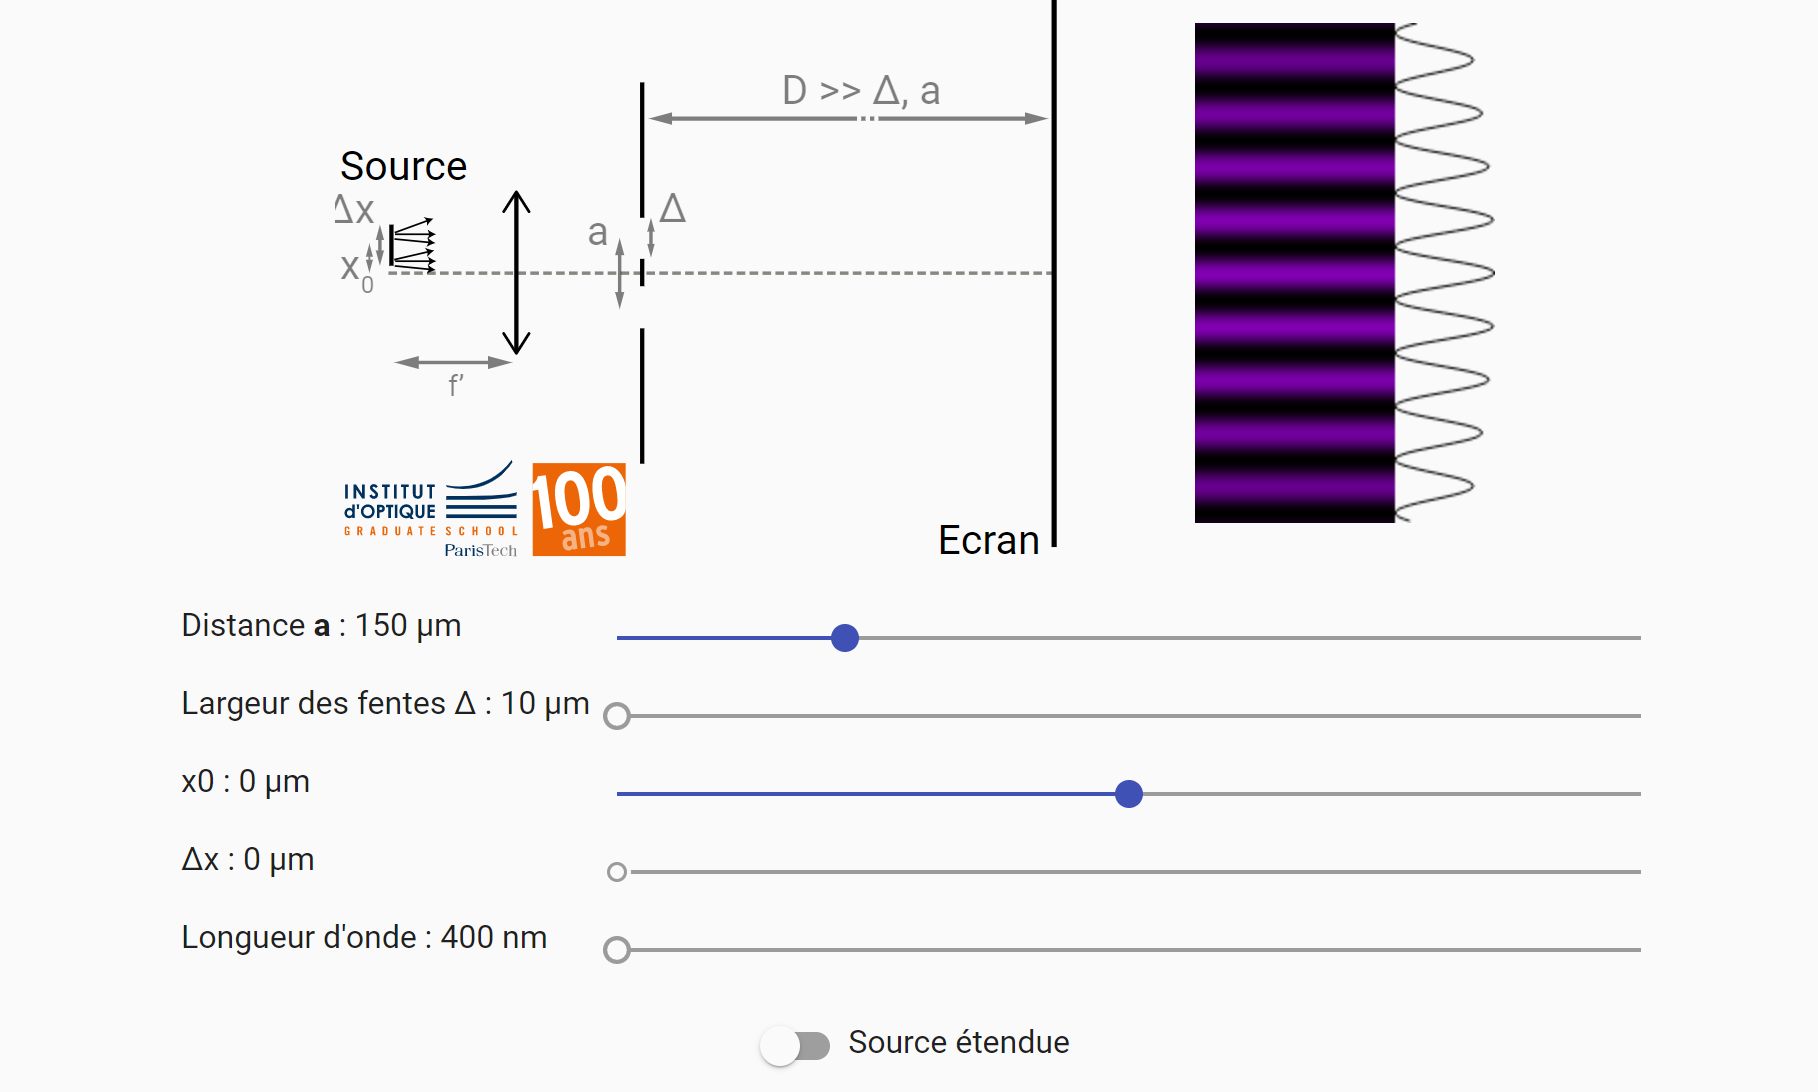 D >> Δ, a
Source
Δx
Δ
a
x0
f'
INSTITUT
d'OPTIQUE
GRADUATE SCHOOL
ParisTech
100
ans
Ecran
Distance a : 150 µm
Largeur des fentes Δ : 10 µm
x0 : 0 µm
Δx : 0 µm
Longueur d'onde : 400 nm
Source étendue